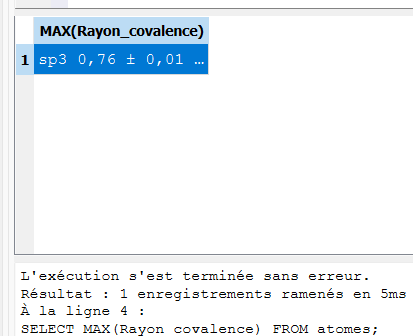 MAX(Rayon_covalence)
1 sp3 0,76 ± 0,01 …
L'exécution s'est terminée sans erreur.
Résultat : 1 enregistrements ramenés en 5ms
À la ligne 4 :
SELECT MAX(Rayon_covalence) FROM atomes;